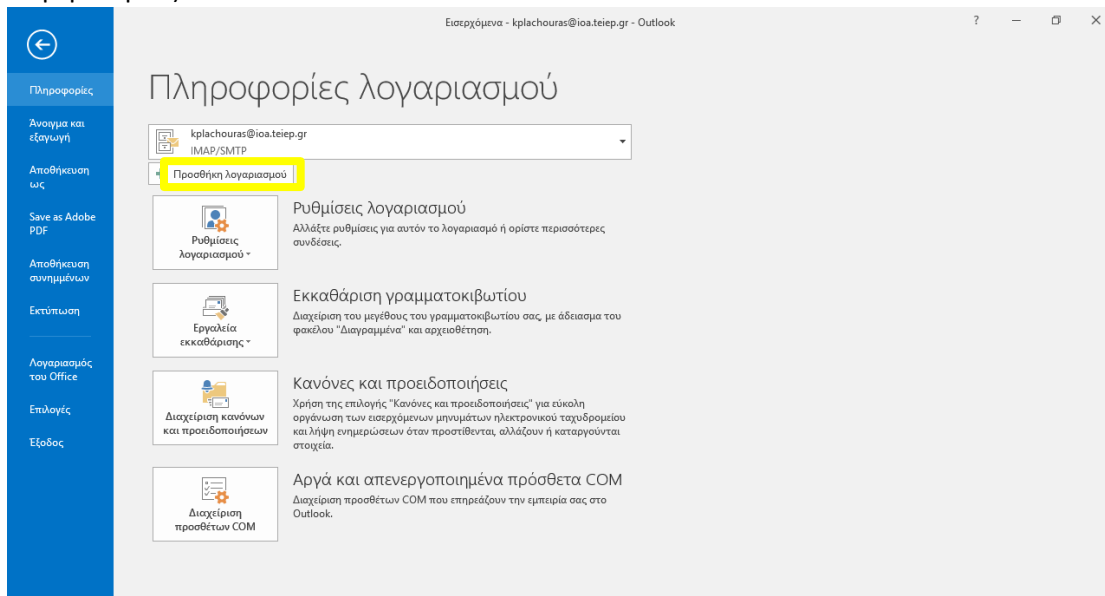 Εισερχόμενα - kplachouras@ioa.teiep.gr - Outlook
?
Πληροφορίες
Άνοιγμα και
εξαγωγή
Αποθήκευση
ως
Save as Adobe
PDF
Αποθήκευση
συνημμένων
Εκτύπωση
Λογαριασμός
του Office
Επιλογές
Έξοδος
Πληροφορίες λογαριασμού
kplachouras@ioa.teiep.gr
IMAP/SMTP
Προσθήκη λογαριασμού
Ρυθμίσεις
λογαριασμού
Ρυθμίσεις λογαριασμού
Αλλάξτε ρυθμίσεις για αυτόν το λογαριασμό ή ορίστε περισσότερες
συνδέσεις.
Εργαλεία
εκκαθάρισης
Εκκαθάριση γραμματοκιβωτίου
Διαχείριση του μεγέθους του γραμματοκιβωτίου σας, με άδειασμα του
φακέλου "Διαγραμμένα" και αρχειοθέτηση.
Διαχείριση κανόνων
και προειδοποιήσεων
Κανόνες και προειδοποιήσεις
Χρήση της επιλογής "Κανόνες και προειδοποιήσεις" για εύκολη
οργάνωση των εισερχόμενων μηνυμάτων ηλεκτρονικού ταχυδρομείου
και λήψη ενημερώσεων όταν προστίθενται, αλλάζουν ή καταργούνται
στοιχεία.
Διαχείριση
προσθέτων COM
Αργά και απενεργοποιημένα πρόσθετα COM
Διαχείριση προσθέτων COM που επηρεάζουν την εμπειρία σας στο
Outlook.